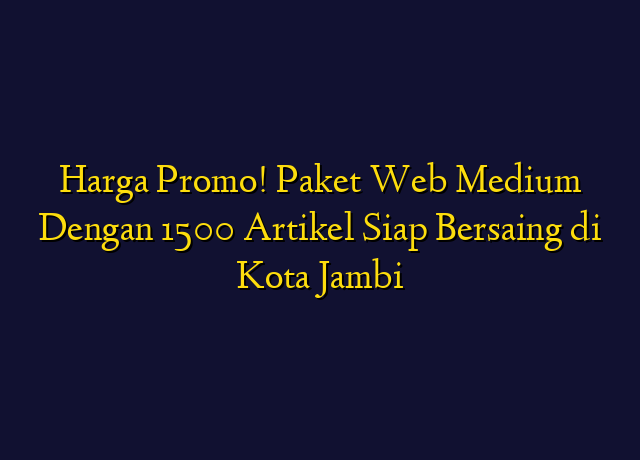 Harga Promo! Paket Web Medium
Dengan 1500 Artikel Siap Bersaing di
Kota Jambi